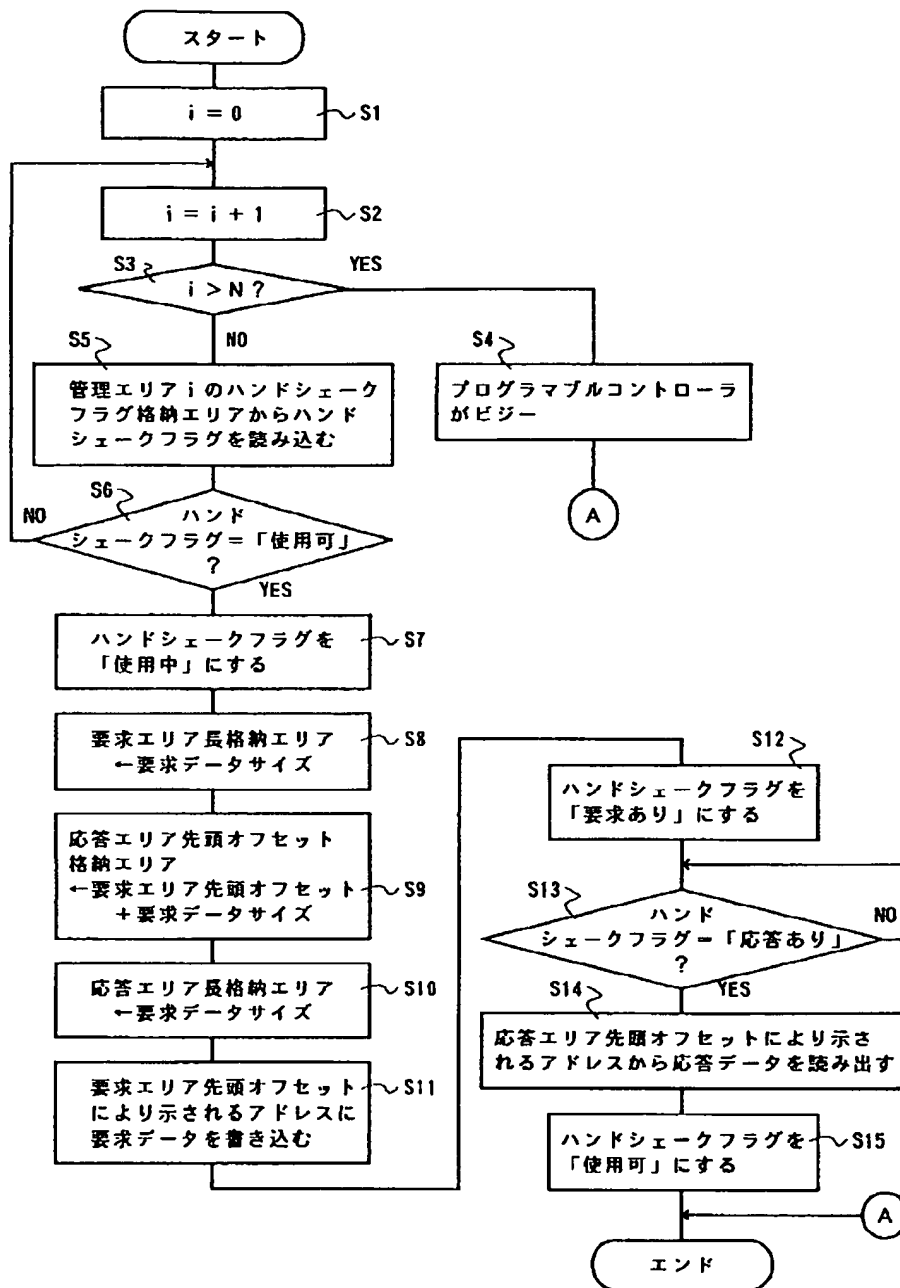 スタート
i = 0
S1
i = i + 1
S2
S3
i > N ?
YES
NO
S5
管理エリア i のハンドシェーク
フラグ格納エリアからハンド
シェークフラグを読み込む
S4
プログラマブルコントローラ
がビジー
A
S6
NO
ハンド
シェークフラグ=「使用可」
?
YES
ハンドシェークフラグを
「使用中」にする
S7
要求エリア長格納エリア
←要求データサイズ
S8
応答エリア先頭オフセット
格納エリア
←要求エリア先頭オフセット
+要求データサイズ
S9
応答エリア長格納エリア
←要求データサイズ
S10
要求エリア先頭オフセット
により示されるアドレスに
要求データを書き込む
S11
S12
ハンドシェークフラグを
「要求あり」にする
S13
ハンド
シェークフラグ=「応答あり」
?
NO
YES
S14
応答エリア先頭オフセットにより示さ
れるアドレスから応答データを読み出す
ハンドシェークフラグを
「使用可」にする
S15
A
エンド